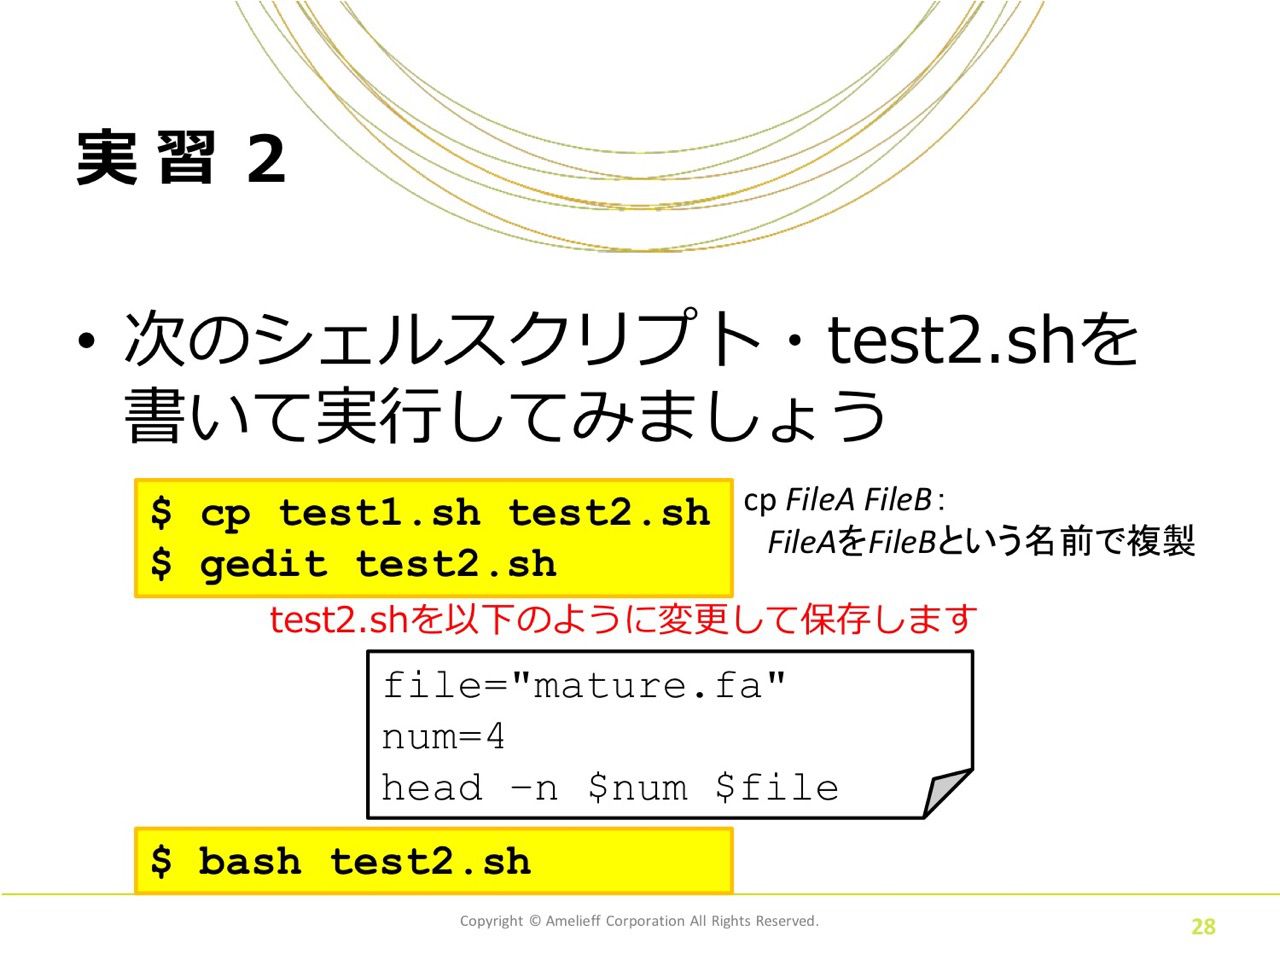 実習2
• 次のシェルスクリプト・test2.shを
書いて実行してみましょう
$ cp test1.sh test2.sh
$ gedit test2.sh
cp FileA FileB：
FileAをFileBという名前で複製
test2.shを以下のように変更して保存します
file="mature.fa"
num=4
head –n $num $file
$ bash test2.sh
Copyright © Amelieff Corporation All Rights Reserved.
28